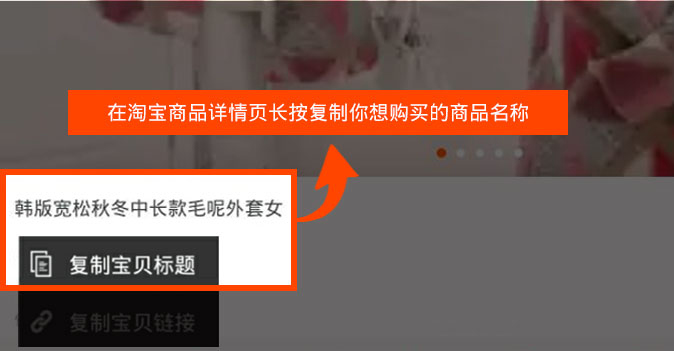 在淘宝商品详情页长按复制你想购买的商品名称
韩版宽松秋冬中长款毛呢外套女
复制宝贝标题
复制宝贝链接